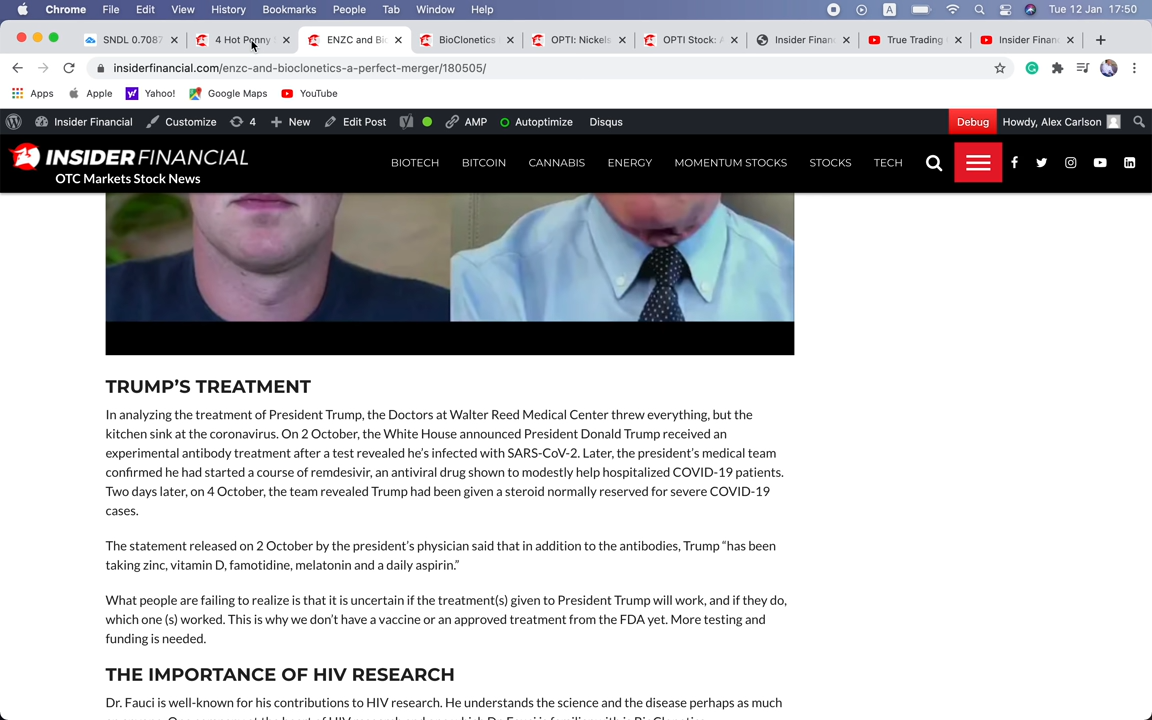 Chrome File Edit View History Bookmarks People Tab Window Help A Tue 12 Jan 17:50
SNDL 0.7087 4 Hot Penny ENZC and Bi BioClonetics OPTI: Nickels OPTI Stock: Insider Finan True Trading Insider Finan
insiderfinancial.com/enzc-and-bioclonetics-a-perfect-merger/180505/
Apps Apple Yahoo! Google Maps YouTube
Insider Financial Customize 4 New Edit Post AMP Autoptimize Disqus Debug Howdy, Alex Carlson
INSIDERFINANCIAL BIOTECH BITCOIN CANNABIS ENERGY MOMENTUM STOCKS STOCKS TECH
OTC Markets Stock News
TRUMP’S TREATMENT
In analyzing the treatment of President Trump, the Doctors at Walter Reed Medical Center threw everything, but the
kitchen sink at the coronavirus. On 2 October, the White House announced President Donald Trump received an
experimental antibody treatment after a test revealed he’s infected with SARS-CoV-2. Later, the president’s medical team
confirmed he had started a course of remdesivir, an antiviral drug shown to modestly help hospitalized COVID-19 patients.
Two days later, on 4 October, the team revealed Trump had been given a steroid normally reserved for severe COVID-19
cases.
The statement released on 2 October by the president’s physician said that in addition to the antibodies, Trump “has been
taking zinc, vitamin D, famotidine, melatonin and a daily aspirin.”
What people are failing to realize is that it is uncertain if the treatment(s) given to President Trump will work, and if they do,
which one (s) worked. This is why we don’t have a vaccine or an approved treatment from the FDA yet. More testing and
funding is needed.
THE IMPORTANCE OF HIV RESEARCH
Dr. Fauci is well-known for his contributions to HIV research. He understands the science and the disease perhaps as much